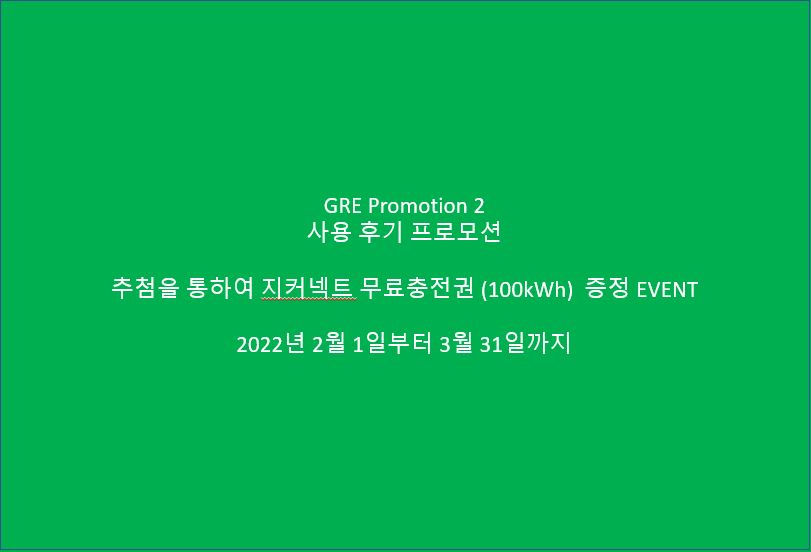 GRE Promotion 2
사용 후기 프로모션
추첨을 통하여 지커넥트 무료충전권 (100kWh) 증정 EVENT
2022년 2월 1일부터 3월 31일까지